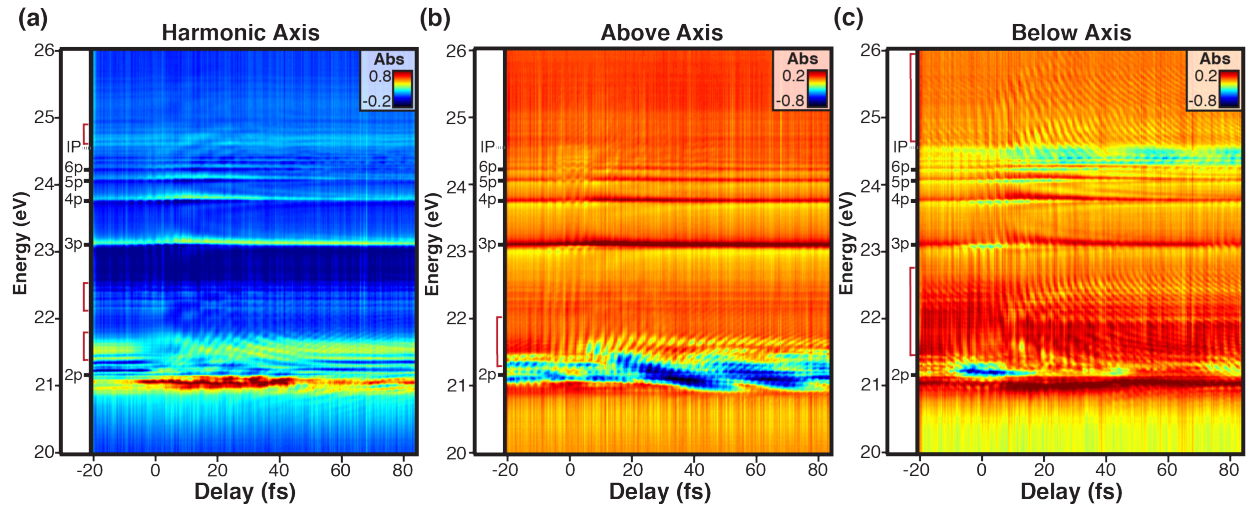 (a)
Harmonic Axis
Abs
0.8
-0.2
26
25
IP
6p
5p
24
4p
3p
23
22
2p
21
20
Energy (eV)
-20 0 20 40 60 80
Delay (fs)
(b)
Above Axis
Abs
0.2
-0.8
26
25
IP
6p
5p
24
4p
3p
23
22
2p
21
20
Energy (eV)
-20 0 20 40 60 80
Delay (fs)
(c)
Below Axis
Abs
0.2
-0.8
26
25
IP
6p
5p
24
4p
3p
23
22
2p
21
20
Energy (eV)
-20 0 20 40 60 80
Delay (fs)